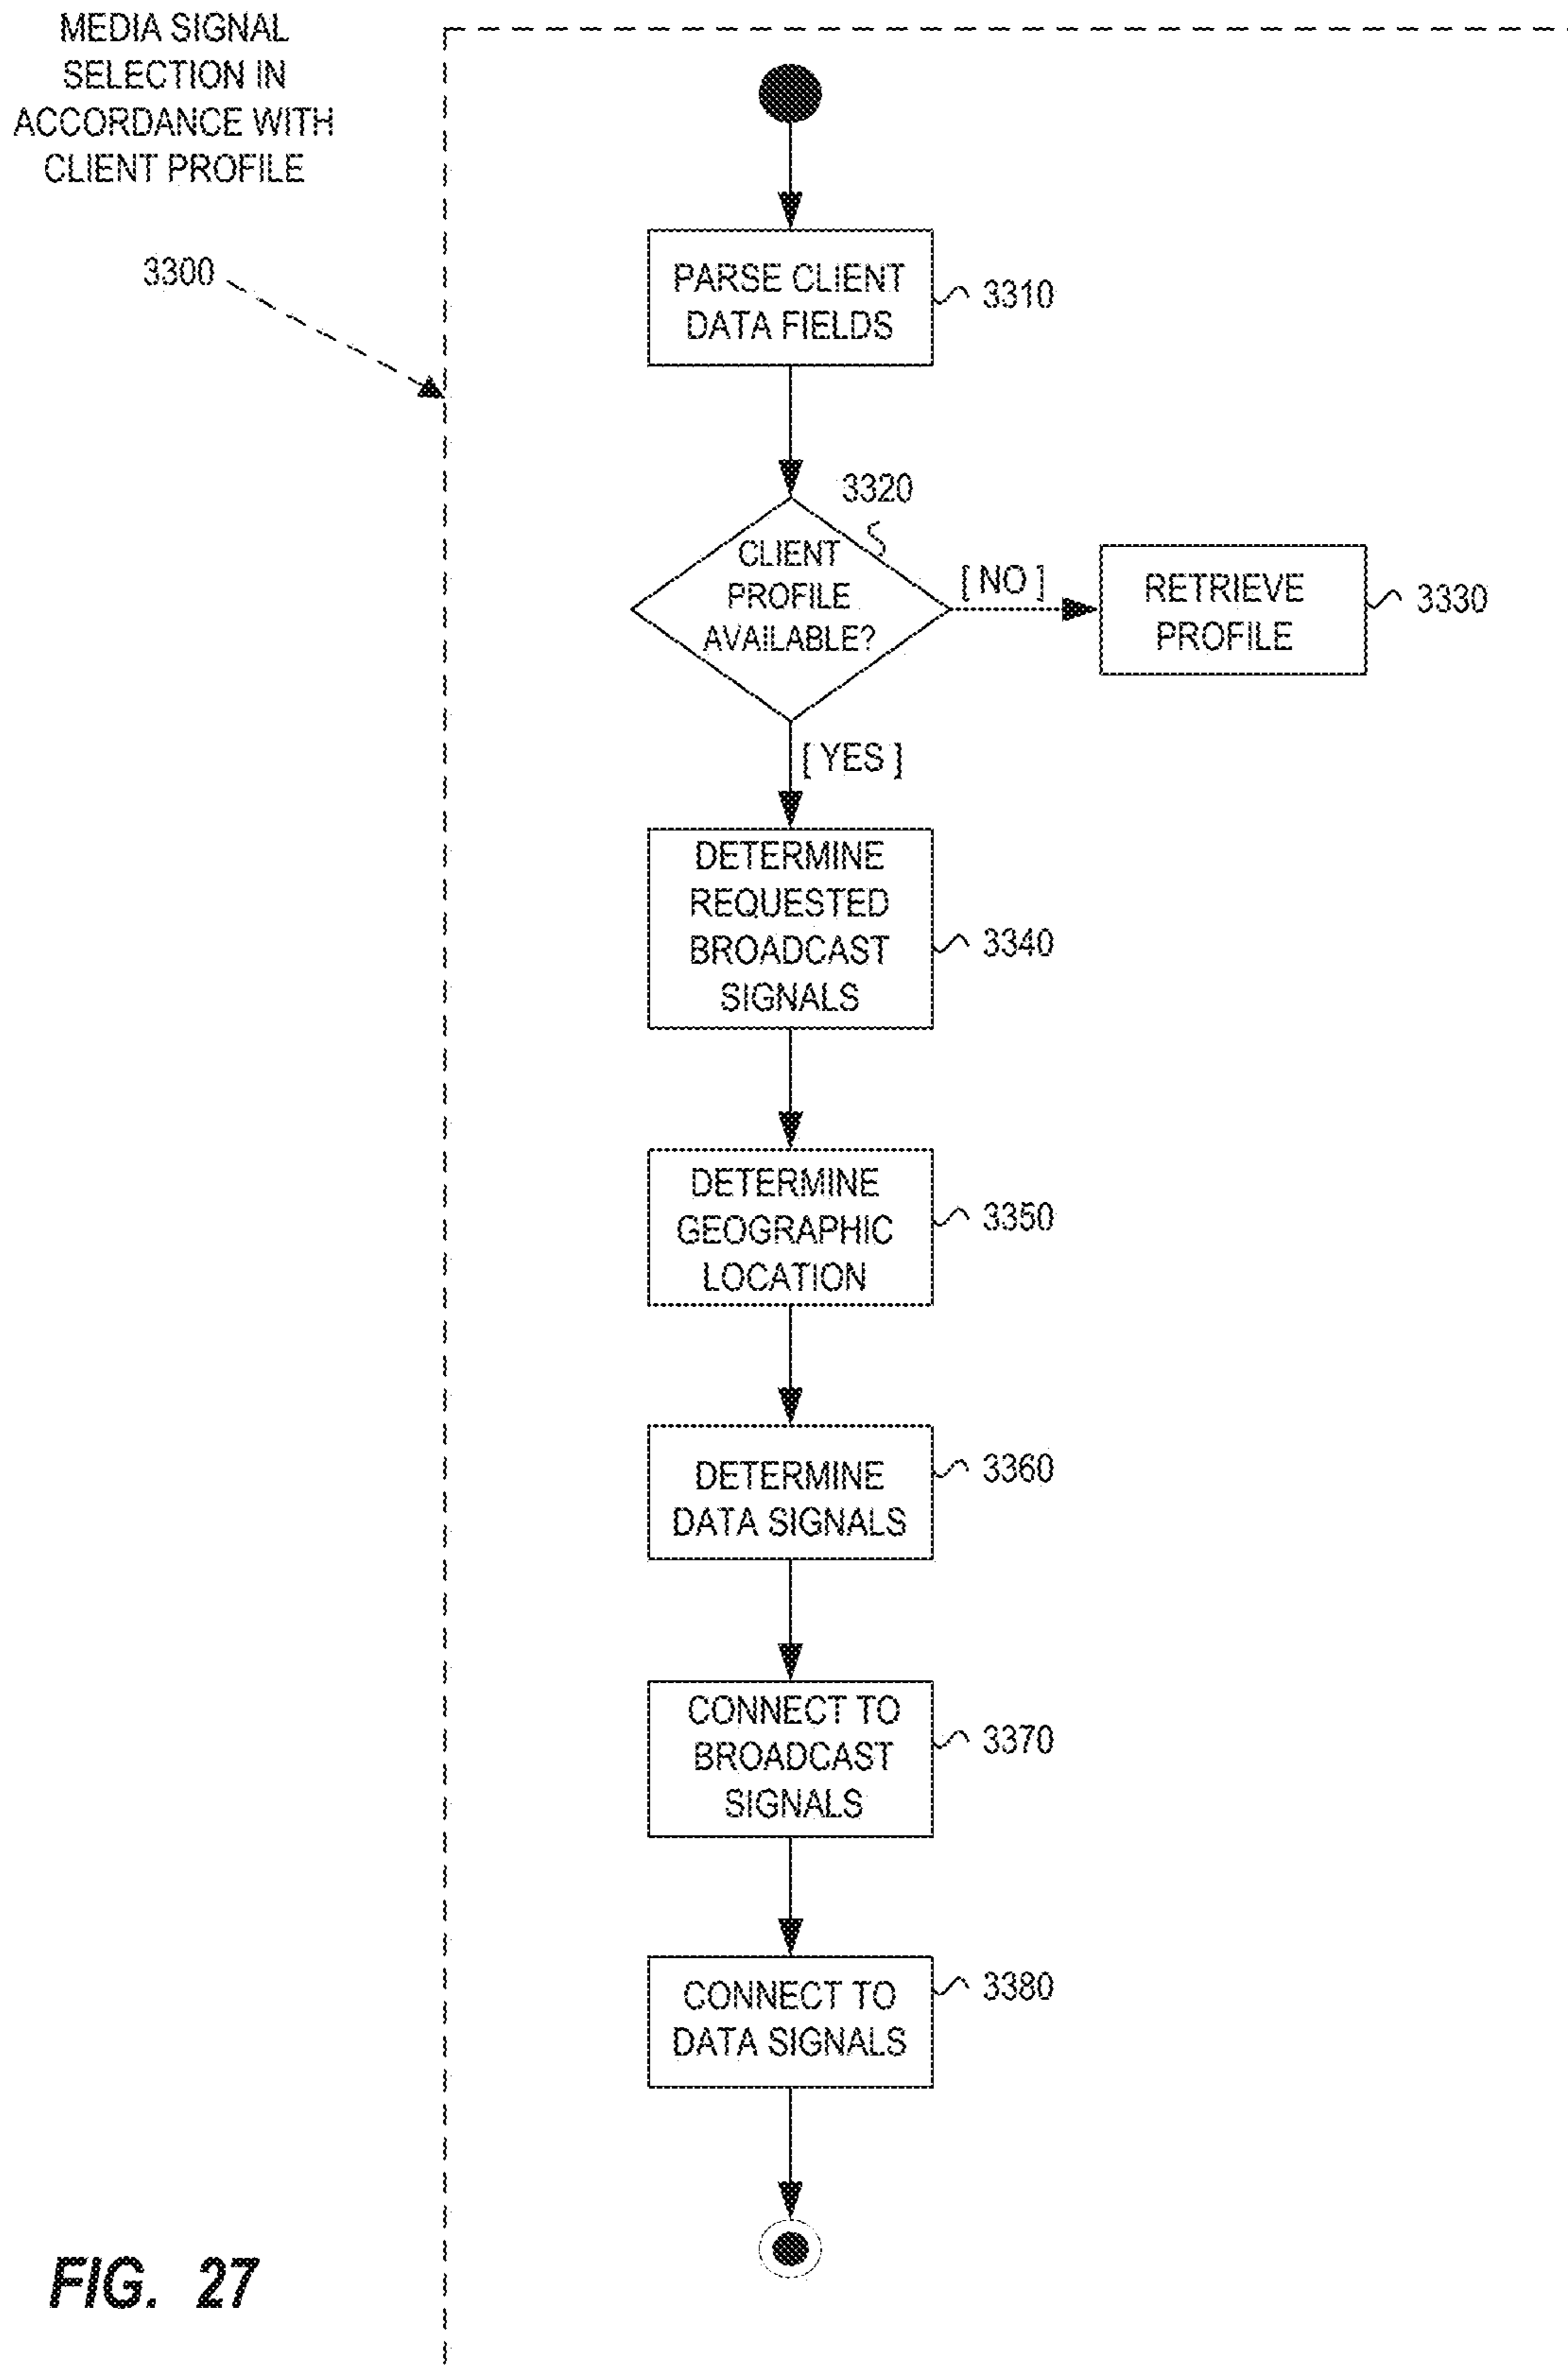 MEDIA SIGNAL
SELECTION IN
ACCORDANCE WITH
CLIENT PROFILE
3300
PARSE CLIENT
DATA FIELDS
3310
3320
CLIENT
PROFILE
AVAILABLE?
[ NO ]
RETRIEVE
PROFILE
3330
[ YES ]
DETERMINE
REQUESTED
BROADCAST
SIGNALS
3340
DETERMINE
GEOGRAPHIC
LOCATION
3350
DETERMINE
DATA SIGNALS
3360
CONNECT TO
BROADCAST
SIGNALS
3370
CONNECT TO
DATA SIGNALS
3380
FIG. 27